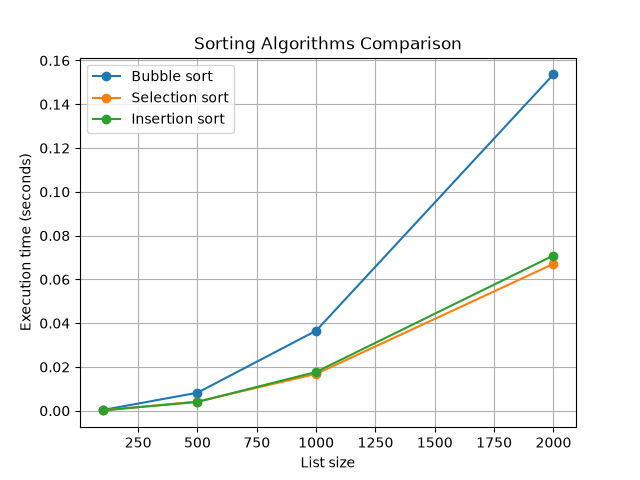 Sorting Algorithms Comparison
Bubble sort
Selection sort
Insertion sort
Execution time (seconds)
0.16
0.14
0.12
0.10
0.08
0.06
0.04
0.02
0.00
250 500 750 1000 1250 1500 1750 2000
List size